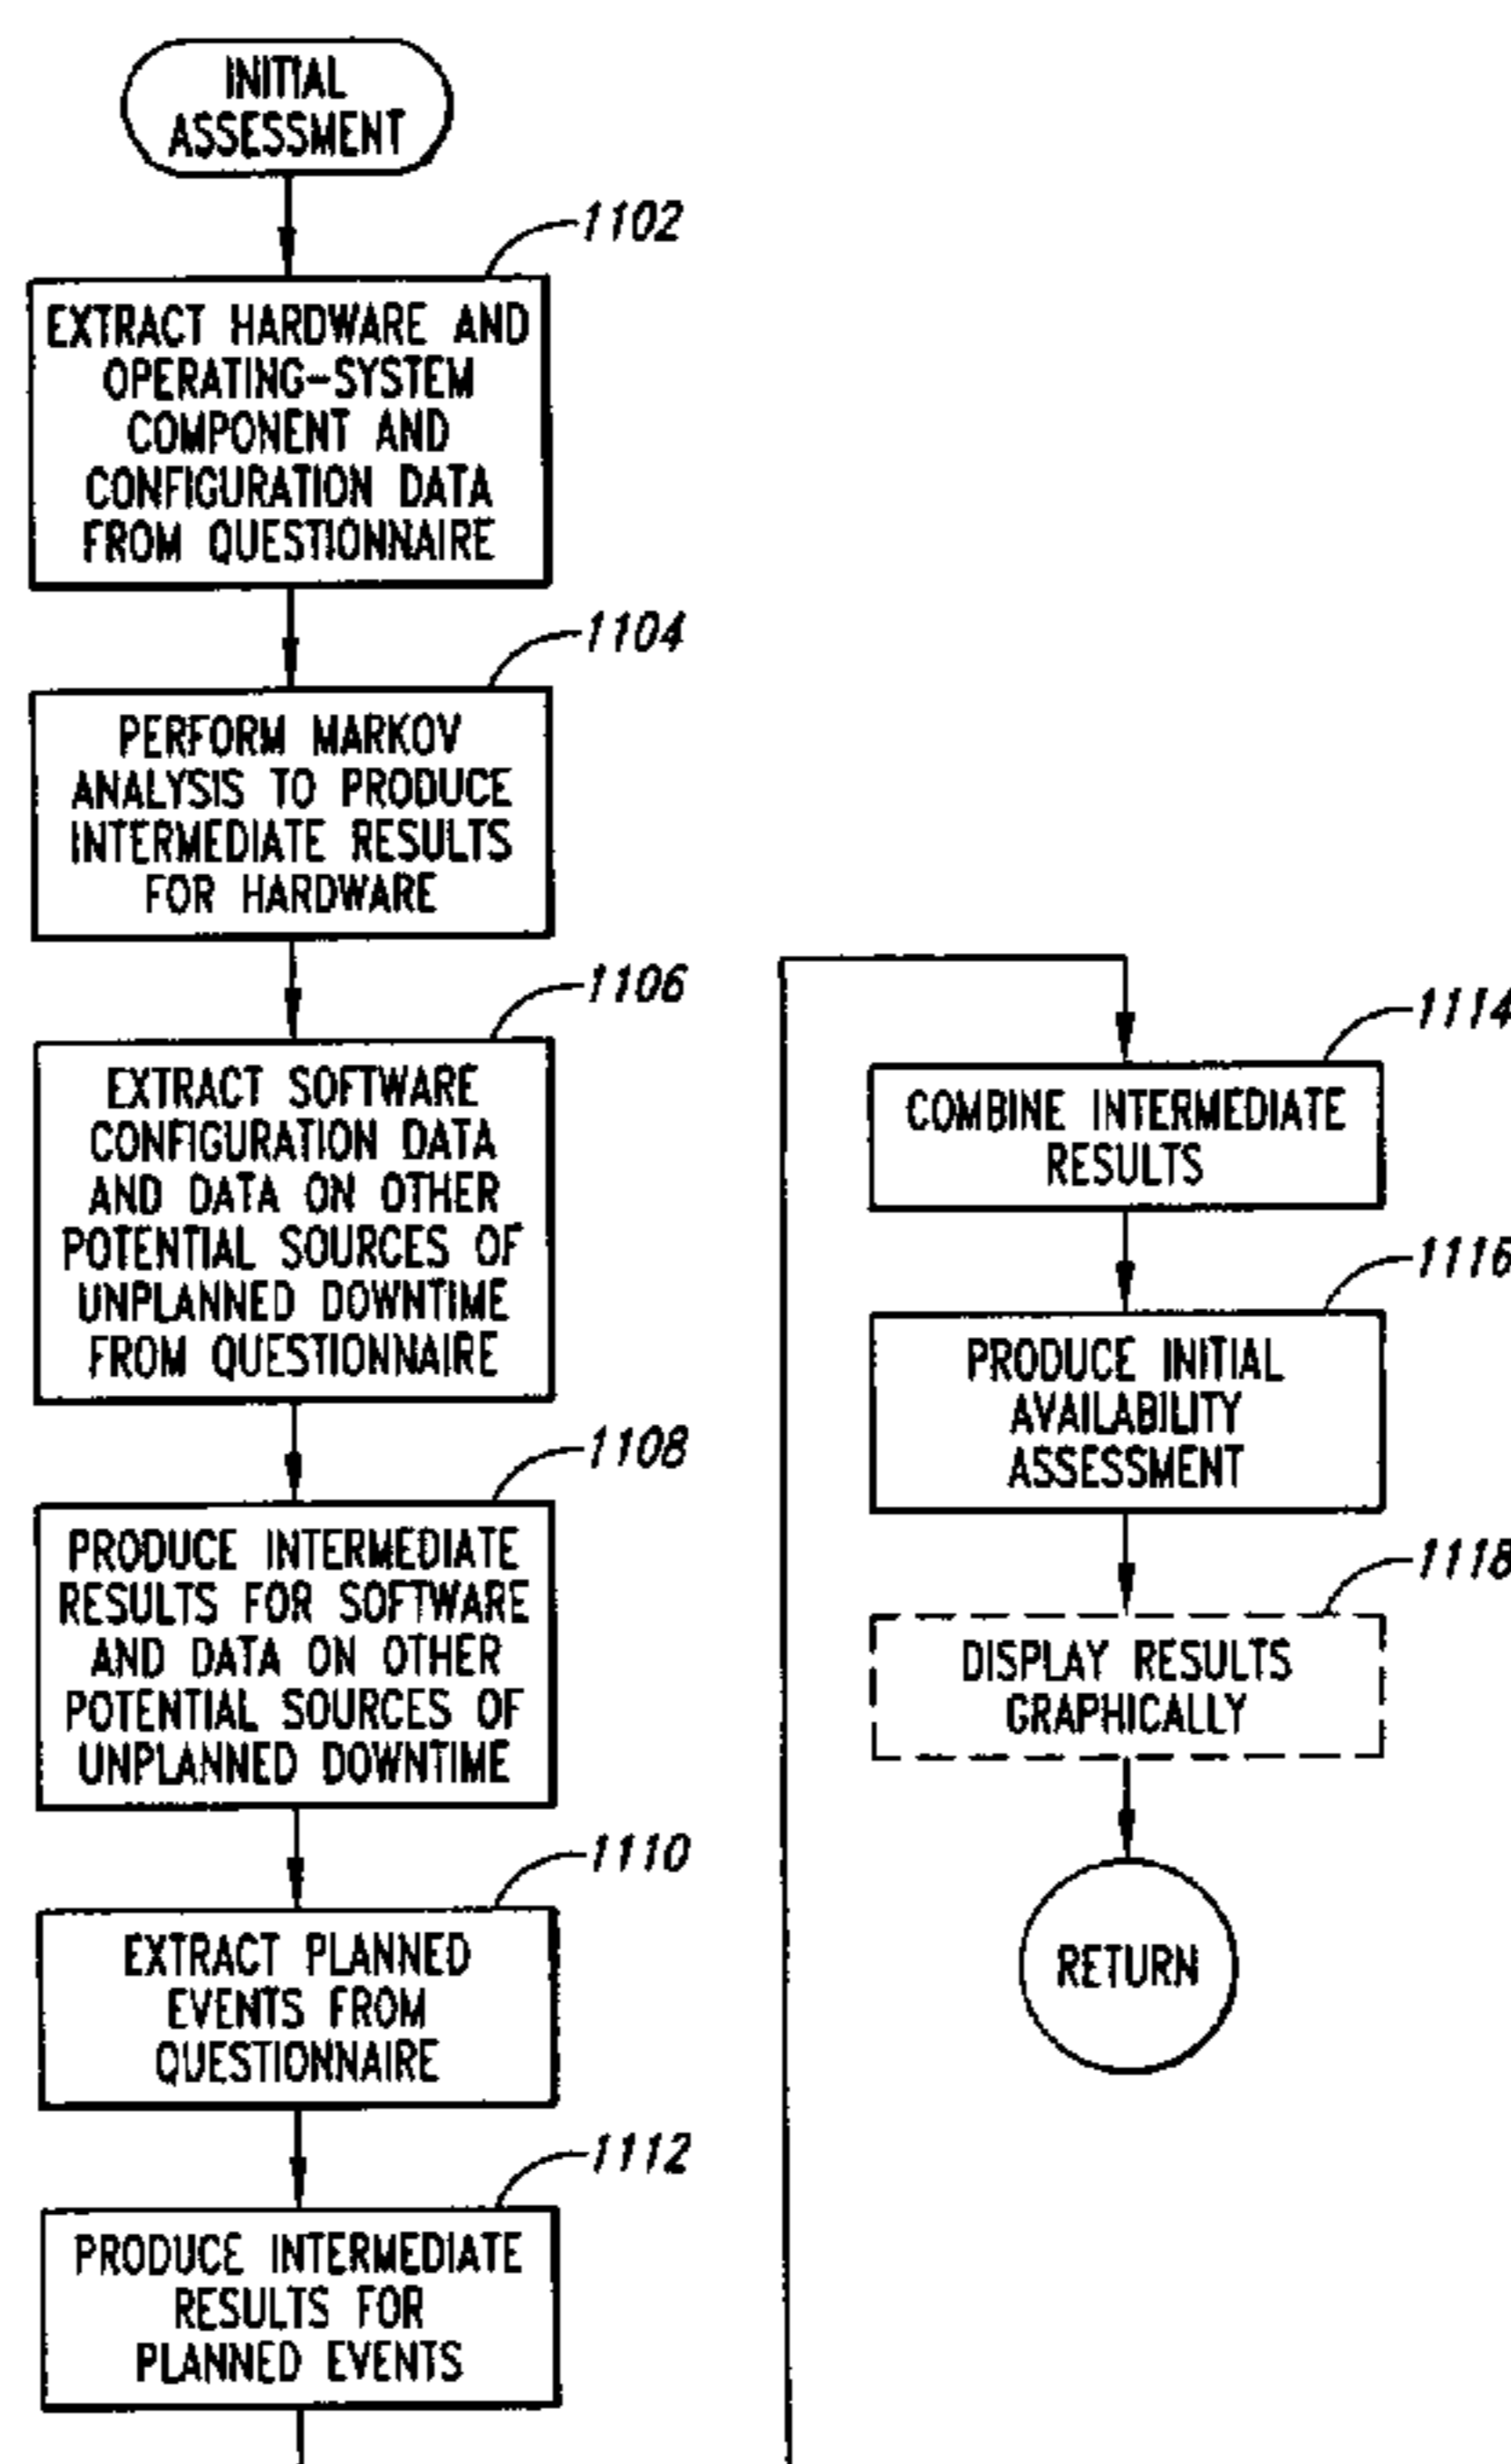 INITIAL
ASSESSMENT
1102
EXTRACT HARDWARE AND
OPERATING-SYSTEM
COMPONENT AND
CONFIGURATION DATA
FROM QUESTIONNAIRE
1104
PERFORM MARKOV
ANALYSIS TO PRODUCE
INTERMEDIATE RESULTS
FOR HARDWARE
1106
EXTRACT SOFTWARE
CONFIGURATION DATA
AND DATA ON OTHER
POTENTIAL SOURCES OF
UNPLANNED DOWNTIME
FROM QUESTIONNAIRE
1108
PRODUCE INTERMEDIATE
RESULTS FOR SOFTWARE
AND DATA ON OTHER
POTENTIAL SOURCES OF
UNPLANNED DOWNTIME
1110
EXTRACT PLANNED
EVENTS FROM
QUESTIONNAIRE
1112
PRODUCE INTERMEDIATE
RESULTS FOR
PLANNED EVENTS
1114
COMBINE INTERMEDIATE
RESULTS
1116
PRODUCE INITIAL
AVAILABILITY
ASSESSMENT
1118
DISPLAY RESULTS
GRAPHICALLY
RETURN